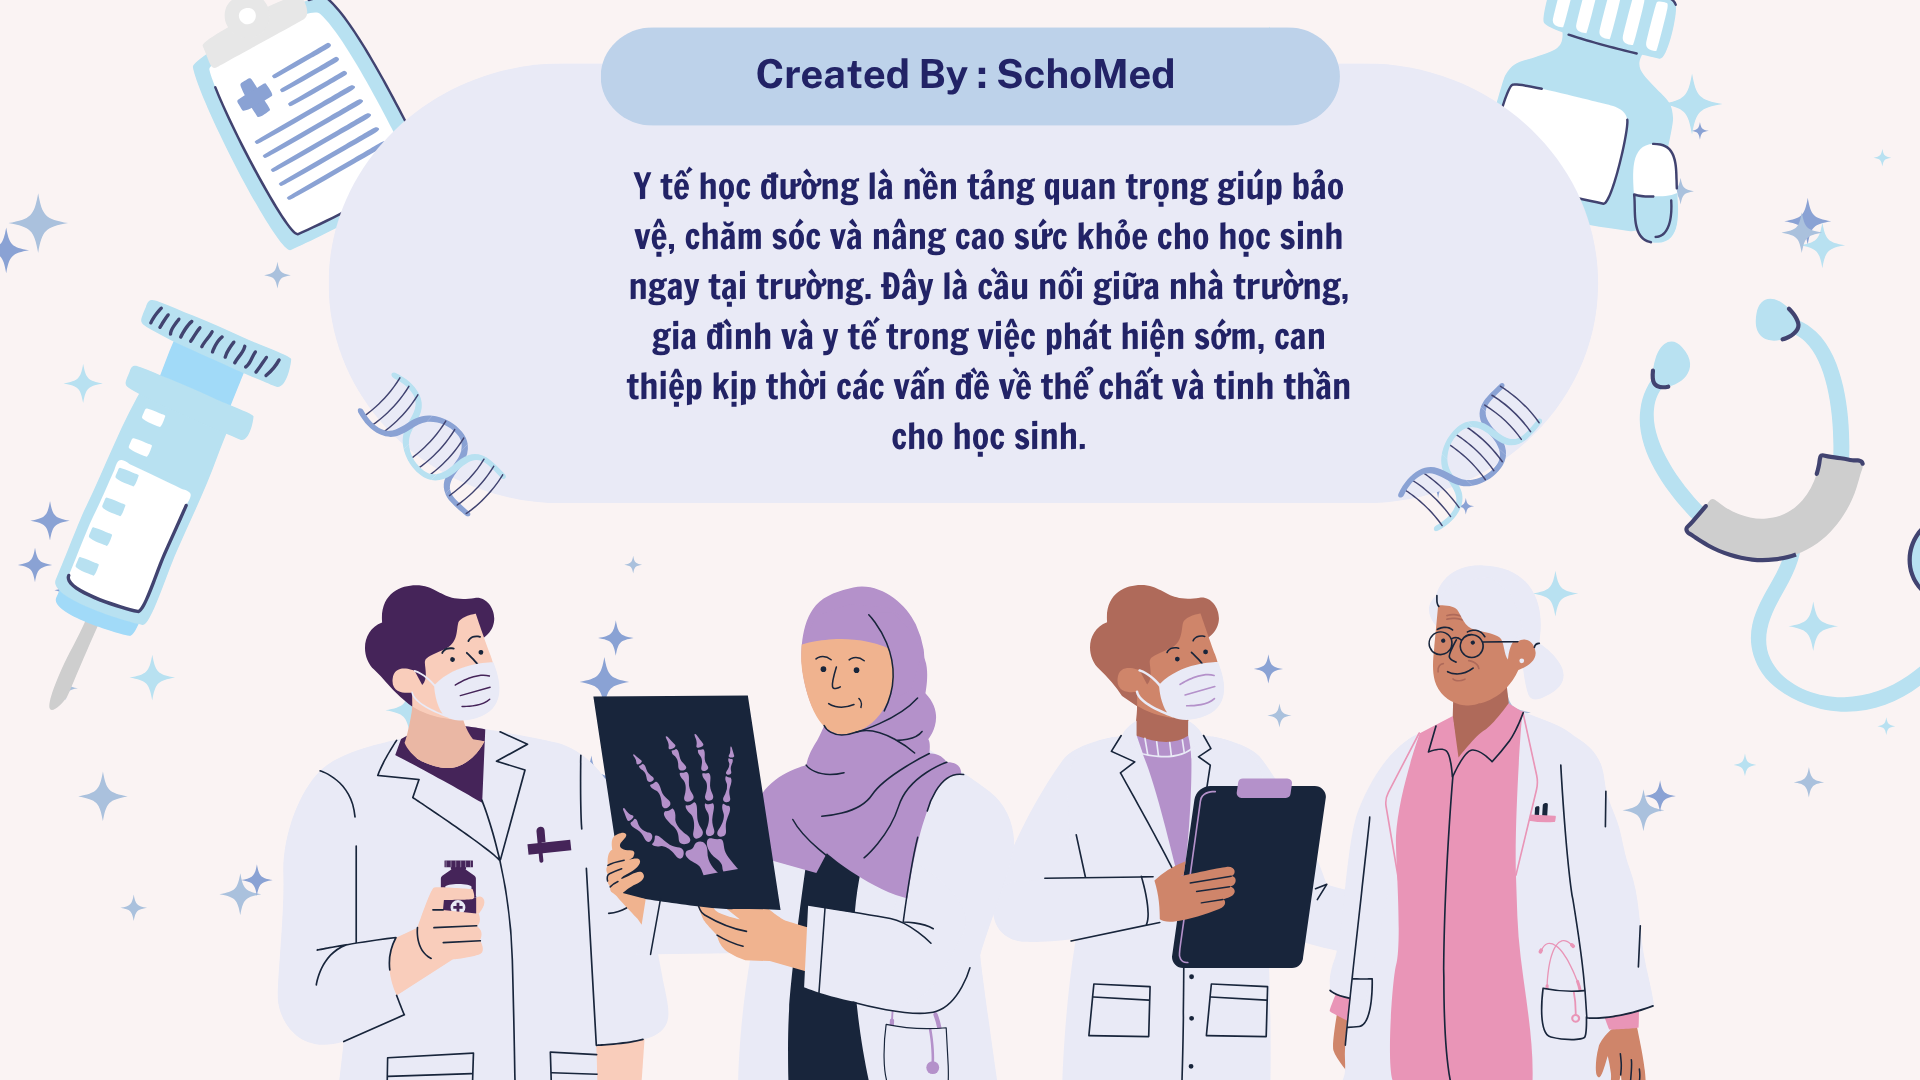 Created By : SchoMed
Y tế học đường là nền tảng quan trọng giúp bảo
vệ, chăm sóc và nâng cao sức khỏe cho học sinh
ngay tại trường. Đây là cầu nối giữa nhà trường,
gia đình và y tế trong việc phát hiện sớm, can
thiệp kịp thời các vấn đề về thể chất và tinh thần
cho học sinh.